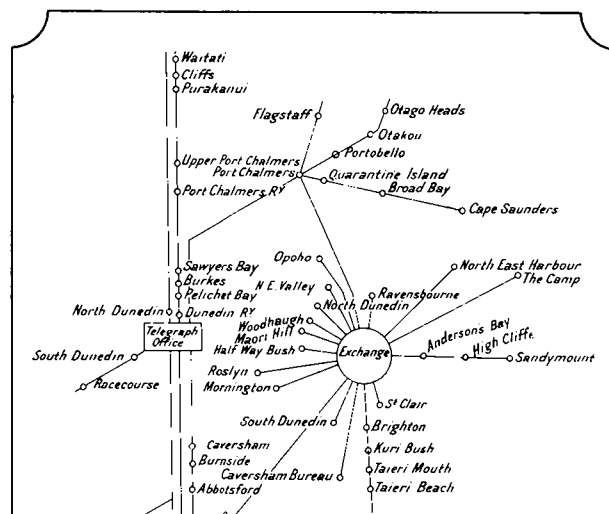 Waitati
Cliffs
Purakanui
Flagstaff
Otago Heads
Otakou
Portobello
Upper Port Chalmers
Port Chalmers
Quarantine Island
Port Chalmers RY
Broad Bay
Cape Saunders
Opoho
Sawyers Bay
North East Harbour
Burkes
N.E. Valley
The Camp
Pelichet Bay
Ravensbourne
North Dunedin
North Dunedin
Dunedin RY
Woodhaugh
Anderson's Bay
Telegraph
Office
Maori Hill
High Cliffe
Half Way Bush
Exchange
South Dunedin
Sandymount
Roslyn
Racecourse
Mornington
St Clair
South Dunedin
Brighton
Caversham
Kuri Bush
Burnside
Caversham Bureau
Taieri Mouth
Abbotsford
Taieri Beach